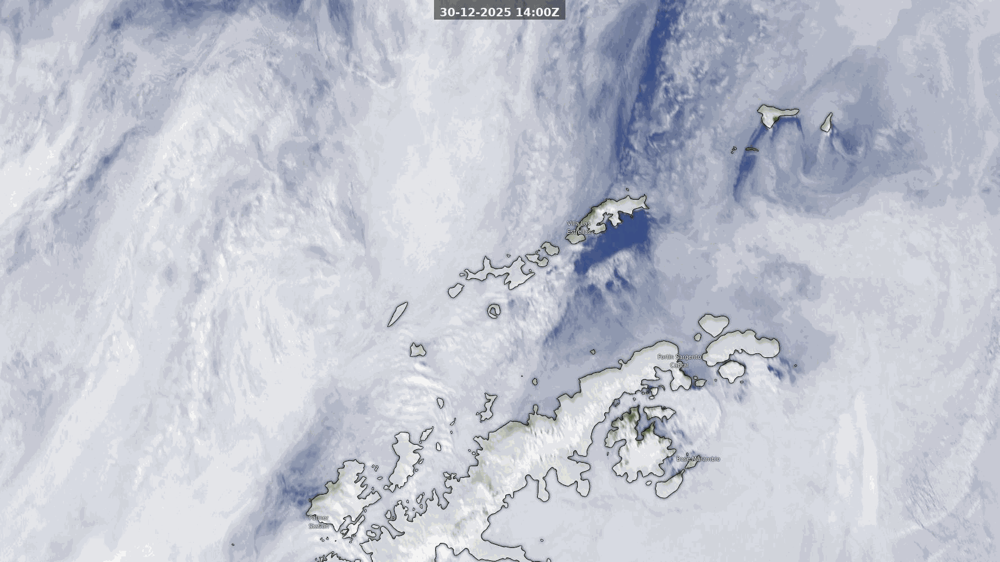 30-12-2025 14:00Z
Villa Las
Estrellas
Fortín Sargento
Cabral
Base Marambio
Palmer
Station